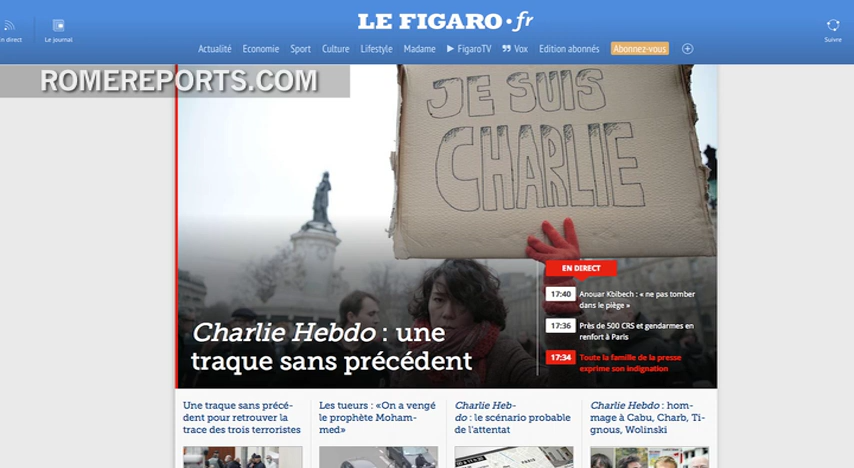 LE FIGARO·fr
n direct
Le journal
Suivre
Actualité Economie Sport Culture Lifestyle Madame FigaroTV Vox Edition abonnés Abonnez-vous
ROMEREPORTS.COM
JE SUIS
CHARLIE
EN DIRECT
17:40 Anouar Kbibech : « ne pas tomber
dans le piège »
17:36 Près de 500 CRS et gendarmes en
renfort à Paris
17:34 Toute la famille de la presse
exprime son indignation
Charlie Hebdo : une
traque sans précédent
Une traque sans précé-
dent pour retrouver la
trace des trois terroristes
Les tueurs : «On a vengé
le prophète Moham-
med»
Charlie Heb-
do : le scénario probable
de l'attentat
Charlie Hebdo : hom-
mage à Cabu, Charb, Ti-
gnous, Wolinski